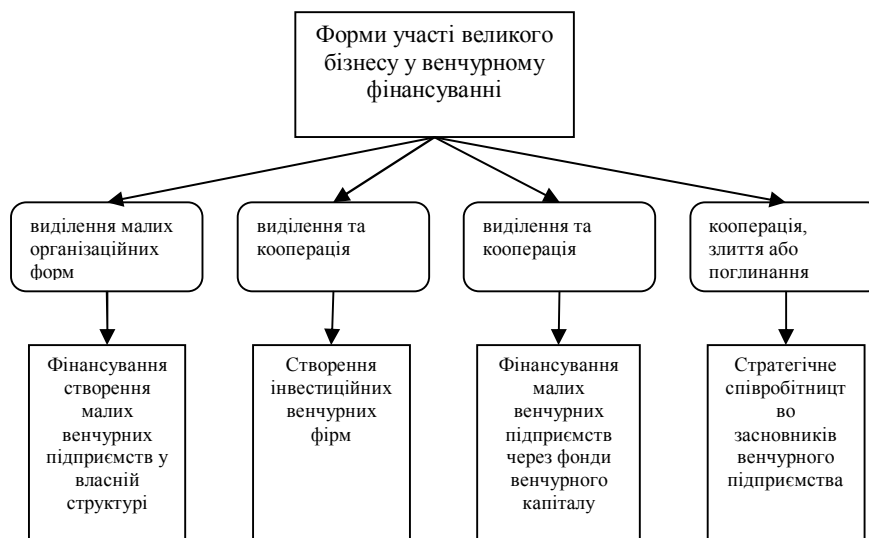 Форми участі великого
бізнесу у венчурному
фінансуванні
виділення малих
організаційних
форм
виділення та
кооперація
виділення та
кооперація
кооперація,
злиття або
поглинання
Фінансування
створення
малих
венчурних
підприємств у
власній
структурі
Створення
інвестиційних
венчурних
фірм
Фінансування
малих
венчурних
підприємств
через фонди
венчурного
капіталу
Стратегічне
співробітницт
во
засновників
венчурного
підприємства